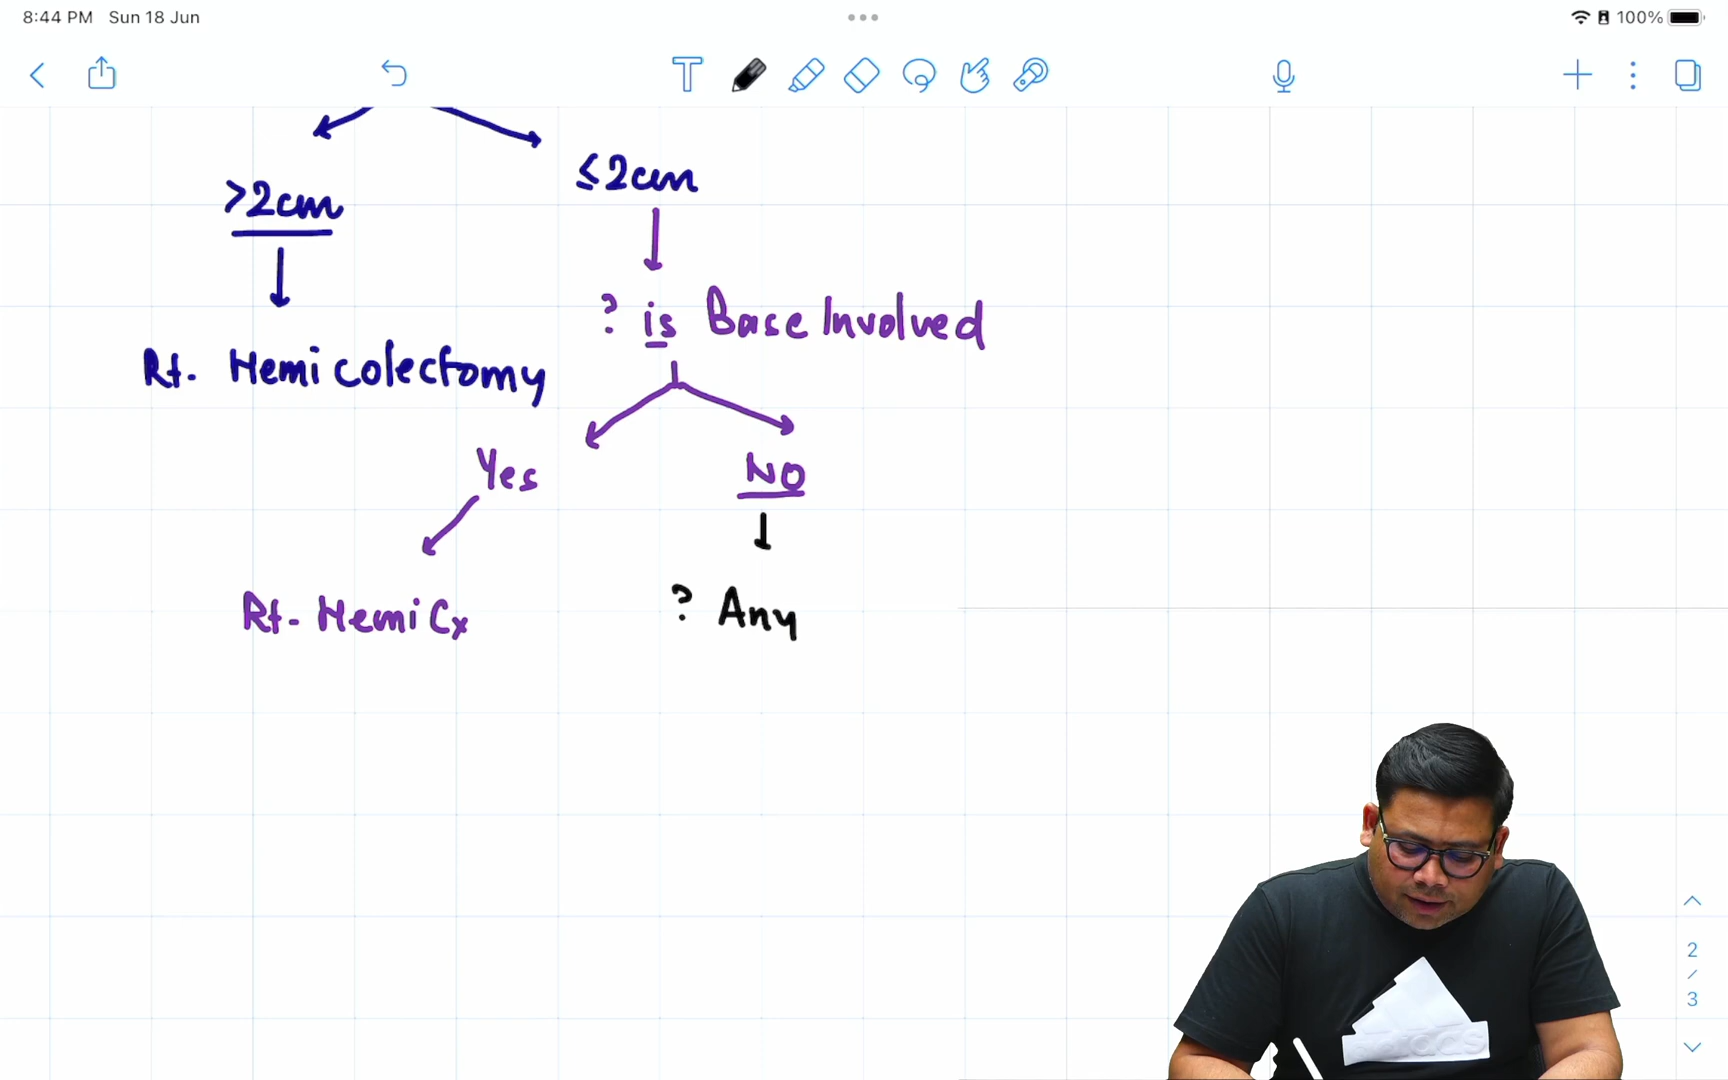 8:44 PM Sun 18 Jun
100%
T
>2cm
≤2cm
? is Base Involved
Rt. Hemicolectomy
Yes
NO
Rt. Hemi Cx
? Any
2
/
3